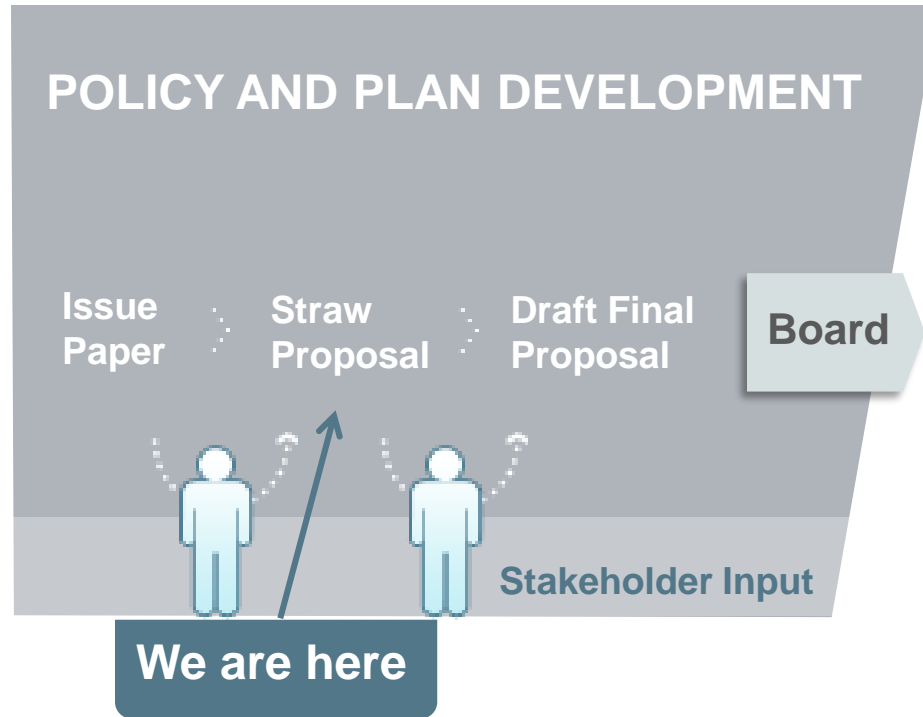 POLICY AND PLAN DEVELOPMENT
Issue
Paper
Straw
Proposal
Draft Final
Proposal
Board
Stakeholder Input
We are here